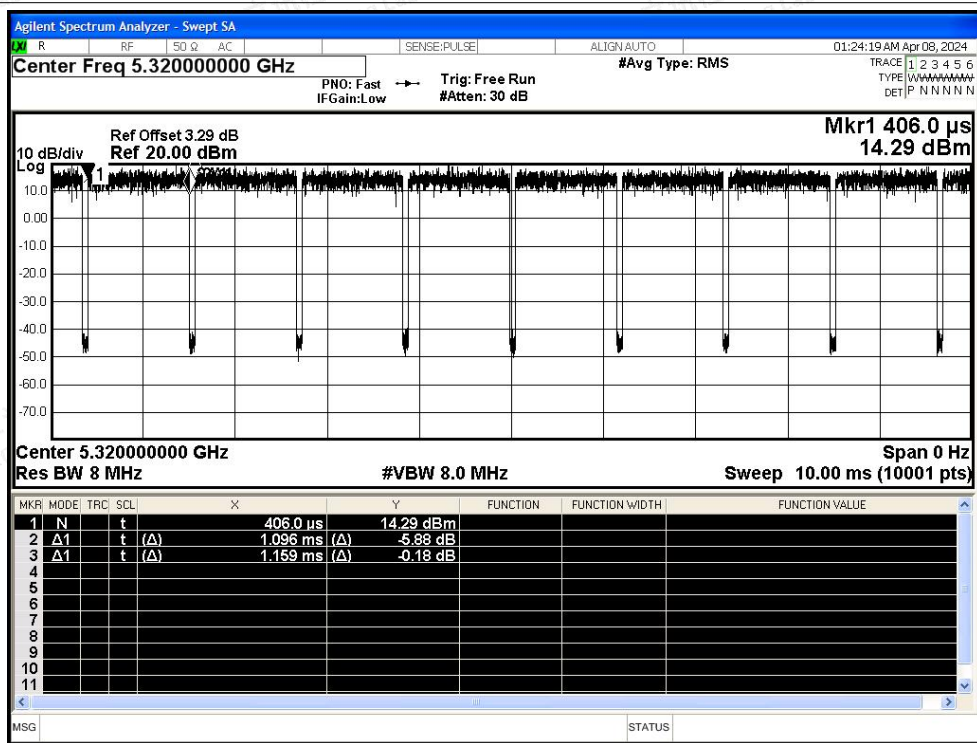 Agilent Spectrum Analyzer - Swept SA
LXI R RF 50 Ω AC SENSE:PULSE ALIGN AUTO 01:24:19 AM Apr 08, 2024
Center Freq 5.320000000 GHz #Avg Type: RMS TRACE 1 2 3 4 5 6
PNO: Fast Trig: Free Run TYPE WWWWWW
IFGain:Low #Atten: 30 dB DET P N N N N N
Mkr1 406.0 µs
Ref Offset 3.29 dB
10 dB/div Ref 20.00 dBm 14.29 dBm
Log
1
10.0
0.00
-10.0
-20.0
-30.0
-40.0
-50.0
-60.0
-70.0
Center 5.320000000 GHz Span 0 Hz
Res BW 8 MHz #VBW 8.0 MHz Sweep 10.00 ms (10001 pts)
MKR MODE TRC SCL X Y FUNCTION FUNCTION WIDTH FUNCTION VALUE
1 N t 406.0 µs 14.29 dBm
2 Δ1 t (Δ) 1.096 ms (Δ) -5.88 dB
3 Δ1 t (Δ) 1.159 ms (Δ) -0.18 dB
4
5
6
7
8
9
10
11
MSG STATUS